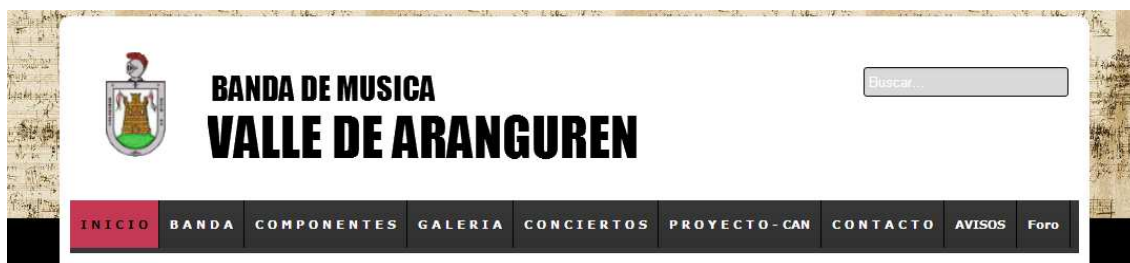 BANDA DE MUSICA
VALLE DE ARANGUREN
Buscar...
INICIO BANDA COMPONENTES GALERIA CONCIERTOS PROYECTO-CAN CONTACTO AVISOS Foro